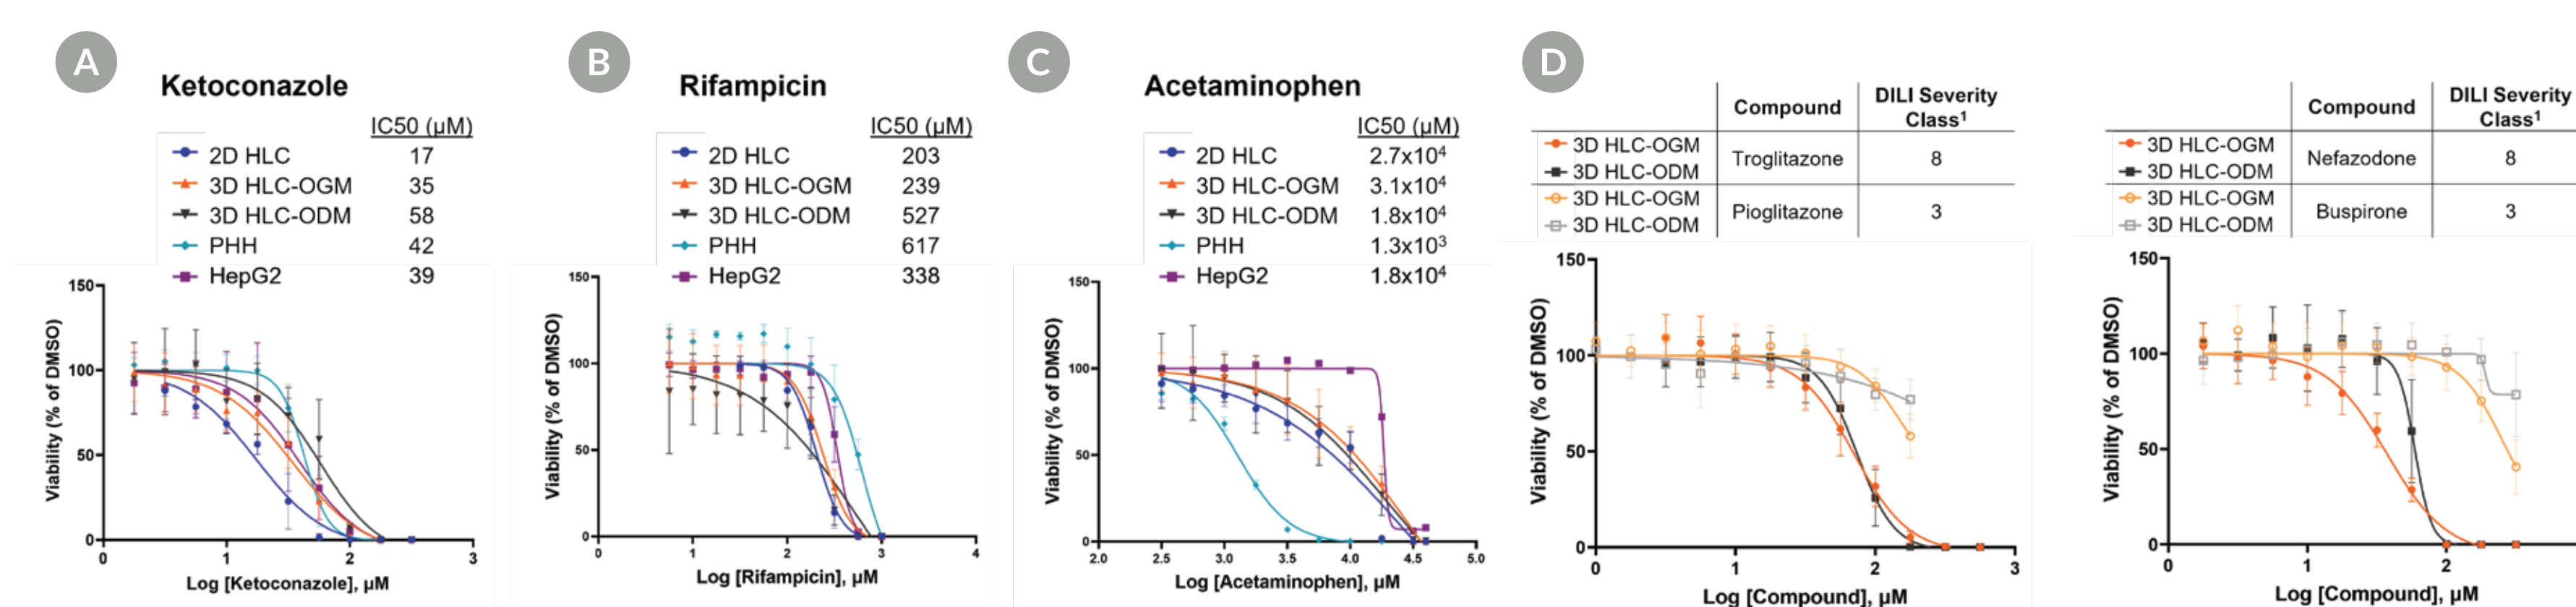 A
Ketoconazole
IC50 (µM)
2D HLC 17
3D HLC-OGM 35
3D HLC-ODM 58
PHH 42
HepG2 39
150
100
50
0
Viability (% of DMSO)
0 1 2 3
Log [Ketoconazole], µM
B
Rifampicin
IC50 (µM)
2D HLC 203
3D HLC-OGM 239
3D HLC-ODM 527
PHH 617
HepG2 338
150
100
50
0
Viability (% of DMSO)
0 1 2 3 4
Log [Rifampicin], µM
C
Acetaminophen
IC50 (µM)
2D HLC 2.7x10⁴
3D HLC-OGM 3.1x10⁴
3D HLC-ODM 1.8x10⁴
PHH 1.3x10³
HepG2 1.8x10⁴
150
100
50
0
Viability (% of DMSO)
2.0 2.5 3.0 3.5 4.0 4.5 5.0
Log [Acetaminophen], µM
D
Compound DILI Severity
Class¹
3D HLC-OGM
3D HLC-ODM
Troglitazone 8
3D HLC-OGM
3D HLC-ODM
Pioglitazone 3
150
100
50
0
Viability (% of DMSO)
0 1 2 3
Log [Compound], µM
Compound DILI Severity
Class¹
3D HLC-OGM
3D HLC-ODM
Nefazodone 8
3D HLC-OGM
3D HLC-ODM
Buspirone 3
150
100
50
0
Viability (% of DMSO)
0 1 2
Log [Compound], µM